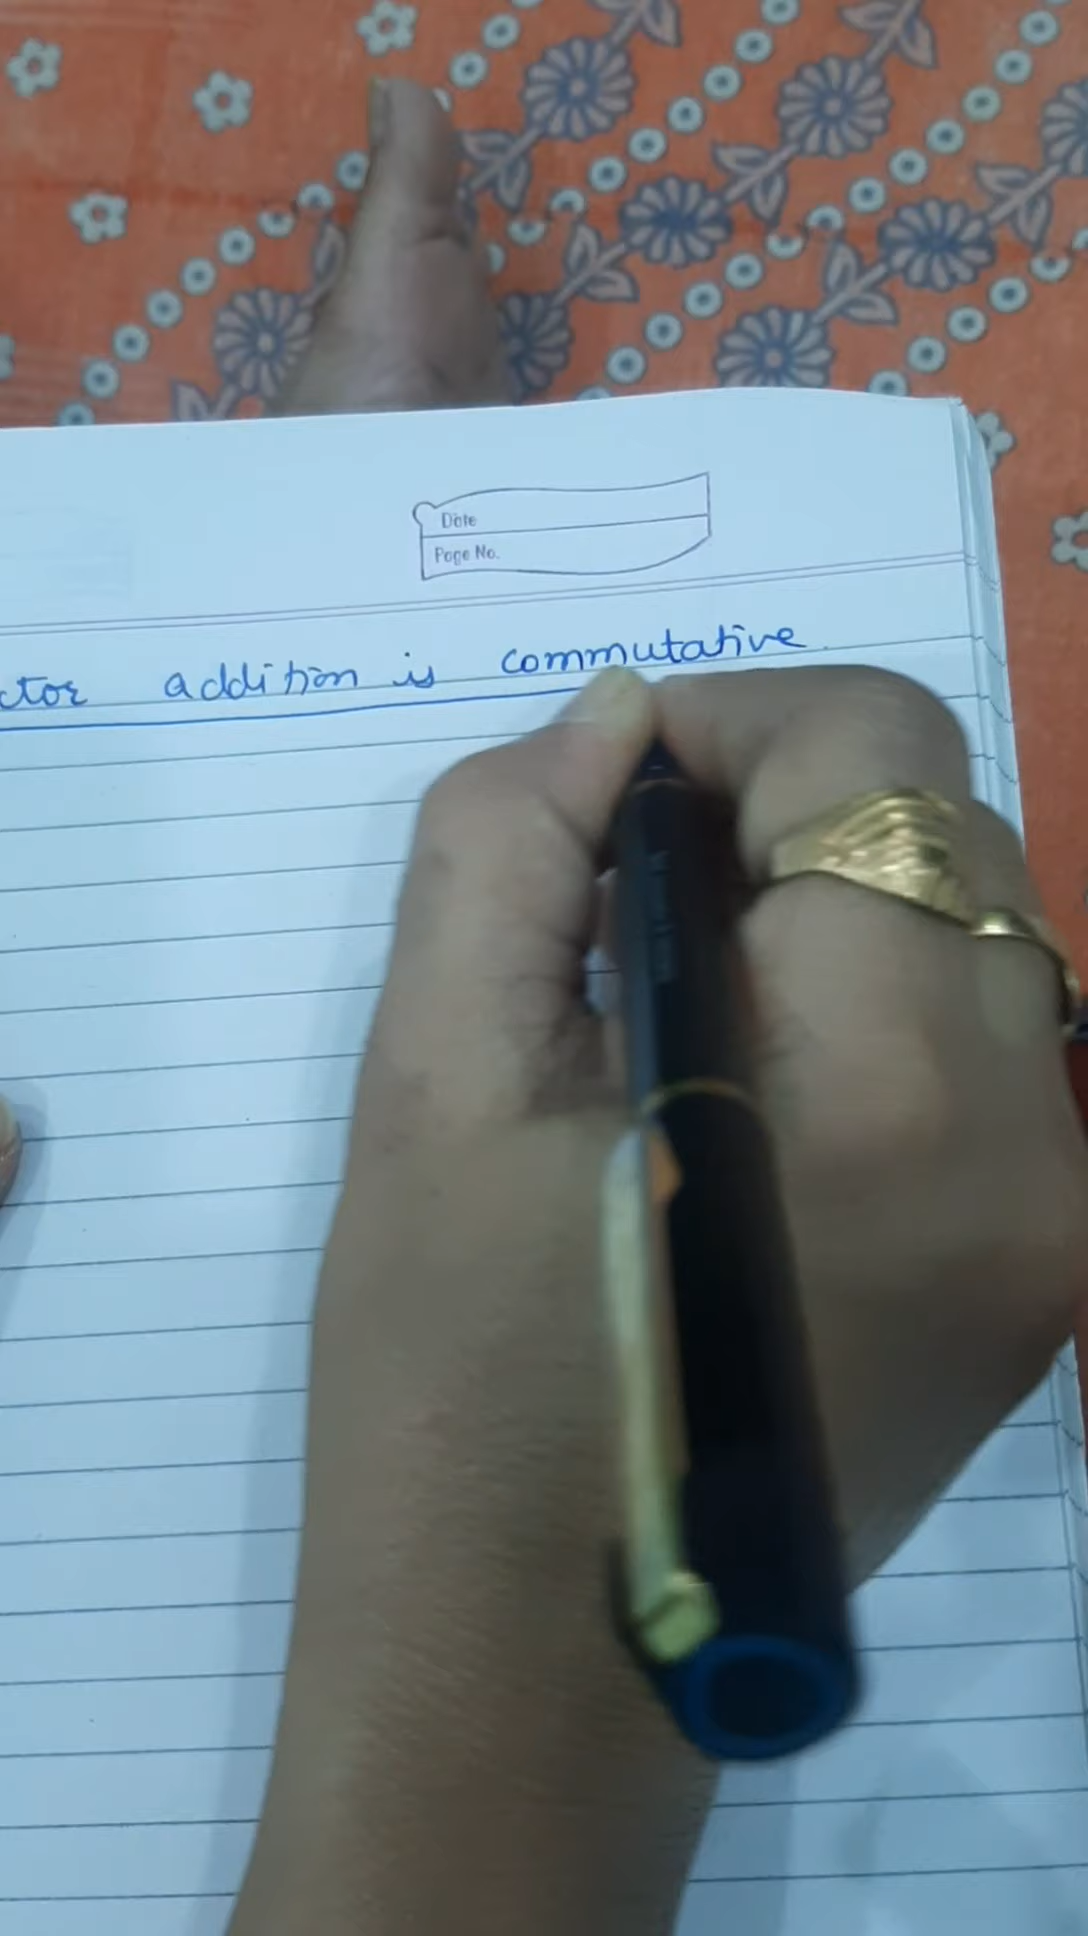 Date
Page No.
ctor addition is commutative.